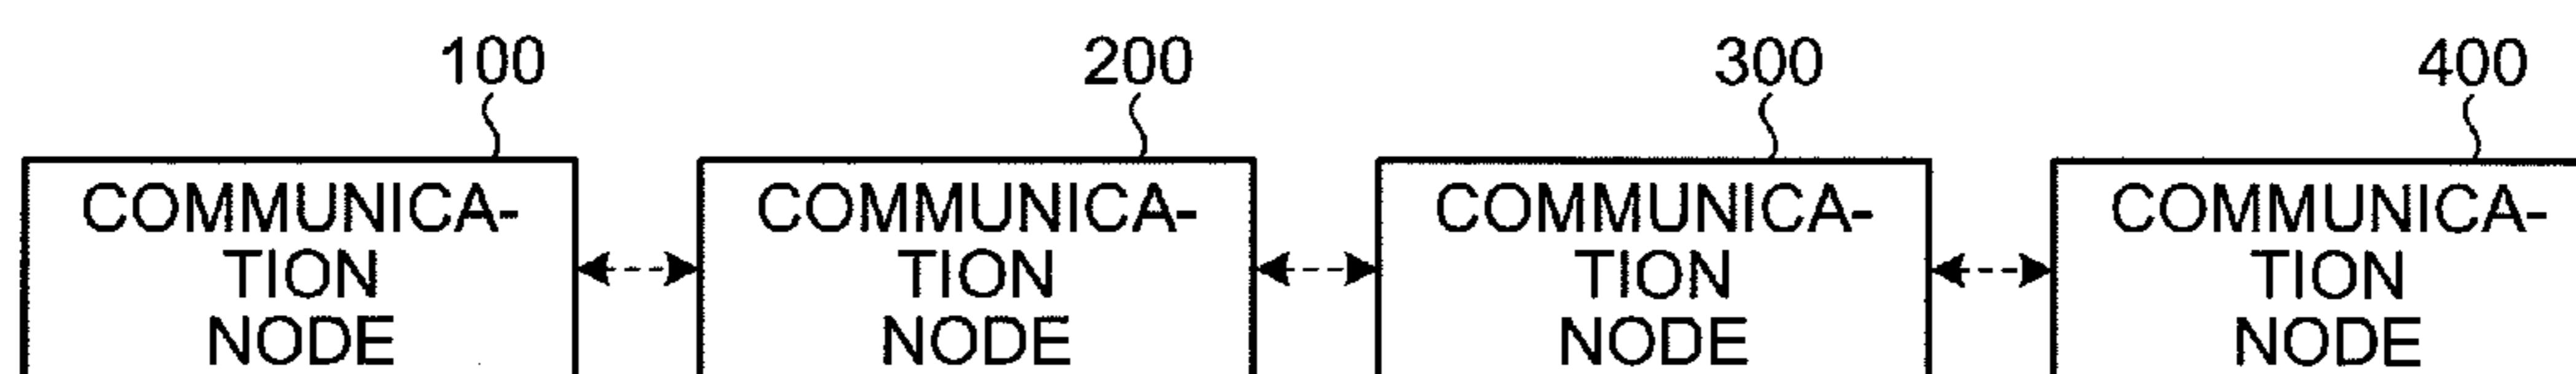 100
200
300
400
COMMUNICA-
TION
NODE
COMMUNICA-
TION
NODE
COMMUNICA-
TION
NODE
COMMUNICA-
TION
NODE